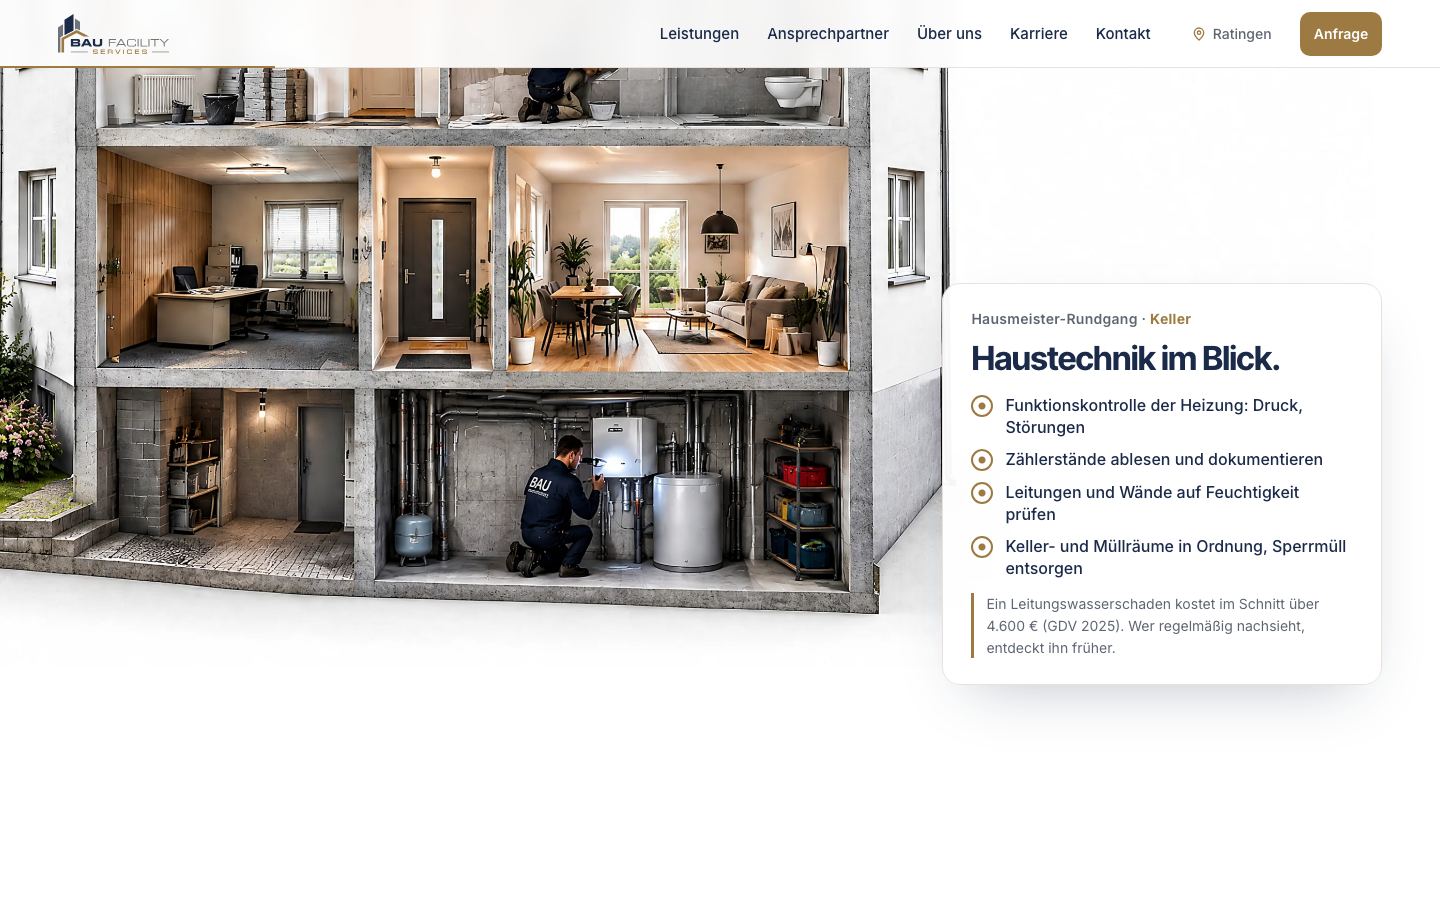 BAU FACILITY
SERVICES
Leistungen
Ansprechpartner
Über uns
Karriere
Kontakt
Ratingen
Anfrage
Hausmeister-Rundgang · Keller
Haustechnik im Blick.
Funktionskontrolle der Heizung: Druck,
Störungen
Zählerstände ablesen und dokumentieren
Leitungen und Wände auf Feuchtigkeit
prüfen
Keller- und Müllräume in Ordnung, Sperrmüll
entsorgen
Ein Leitungswasserschaden kostet im Schnitt über
4.600 € (GDV 2025). Wer regelmäßig nachsieht,
entdeckt ihn früher.
BAU